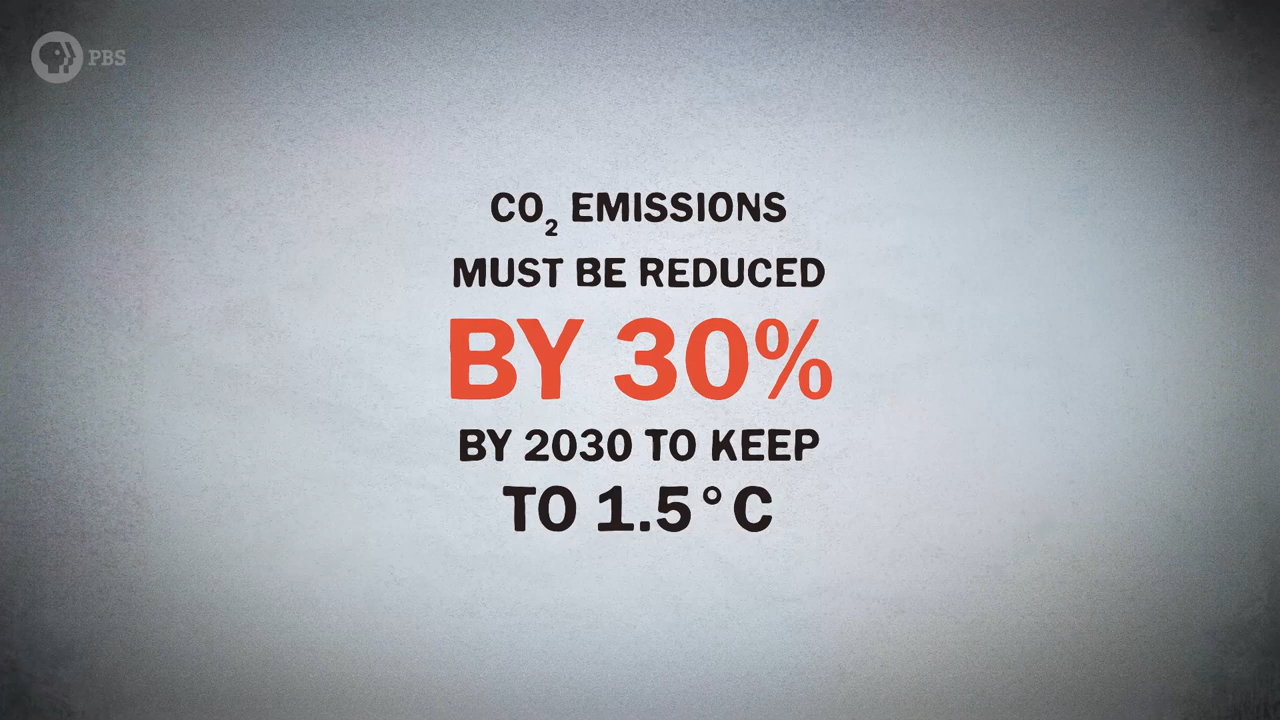 PBS
CO₂ EMISSIONS
MUST BE REDUCED
BY 30%
BY 2030 TO KEEP
TO 1.5°C